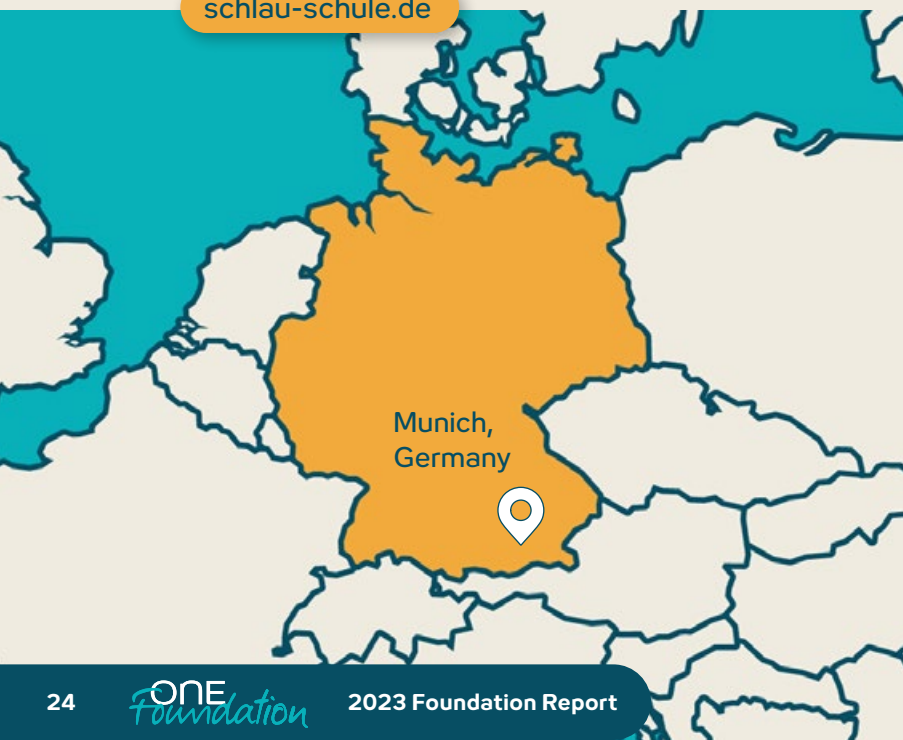 schlau-schule.de
Munich,
Germany
24
ONE
Foundation
2023 Foundation Report